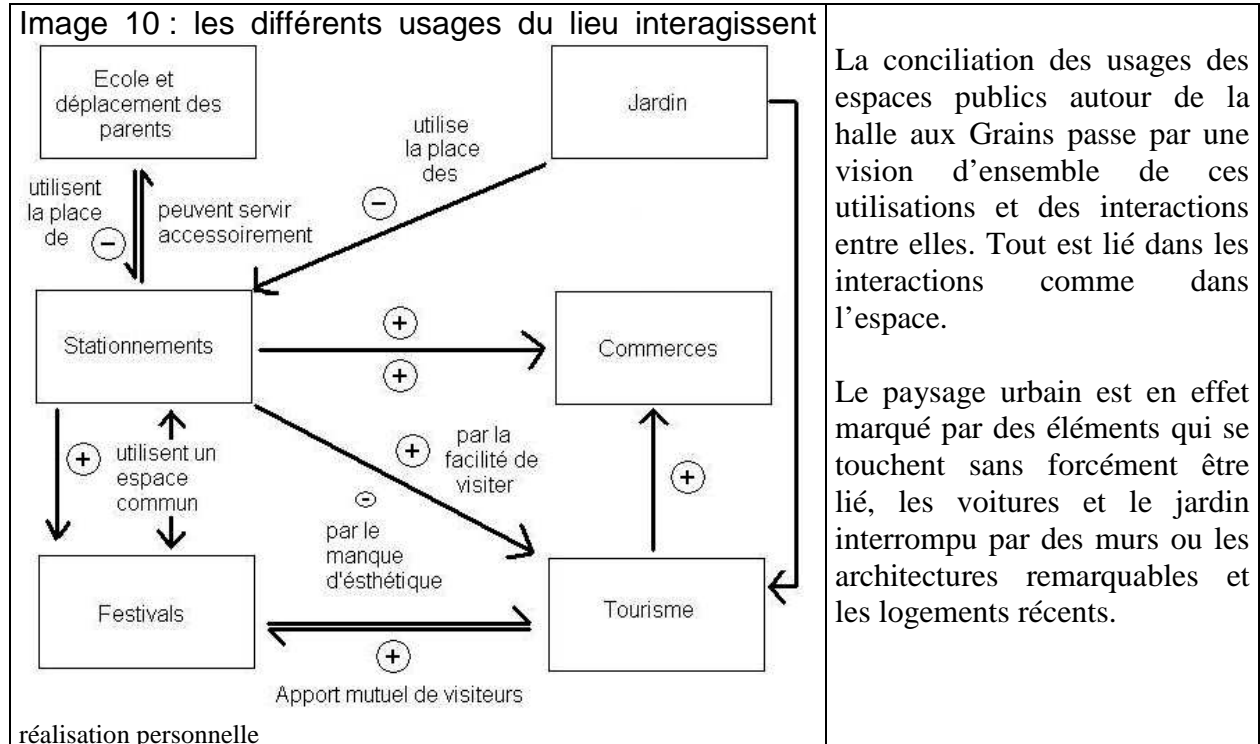 Image 10 : les différents usages du lieu interagissent
Ecole et
déplacement des
parents
Jardin
utilise
la place
des
−
utilisent
la place
de
−
peuvent servir
accessoirement
Stationnements
+
+
Commerces
+
utilisent un
espace
commun
+
par la
facilité de
visiter
-
par le
manque
d'ésthétique
+
Festivals
Tourisme
+
Apport mutuel de visiteurs
réalisation personnelle
La conciliation des usages des
espaces publics autour de la
halle aux Grains passe par une
vision d’ensemble de ces
utilisations et des interactions
entre elles. Tout est lié dans les
interactions comme dans
l’espace.
Le paysage urbain est en effet
marqué par des éléments qui se
touchent sans forcément être
lié, les voitures et le jardin
interrompu par des murs ou les
architectures remarquables et
les logements récents.